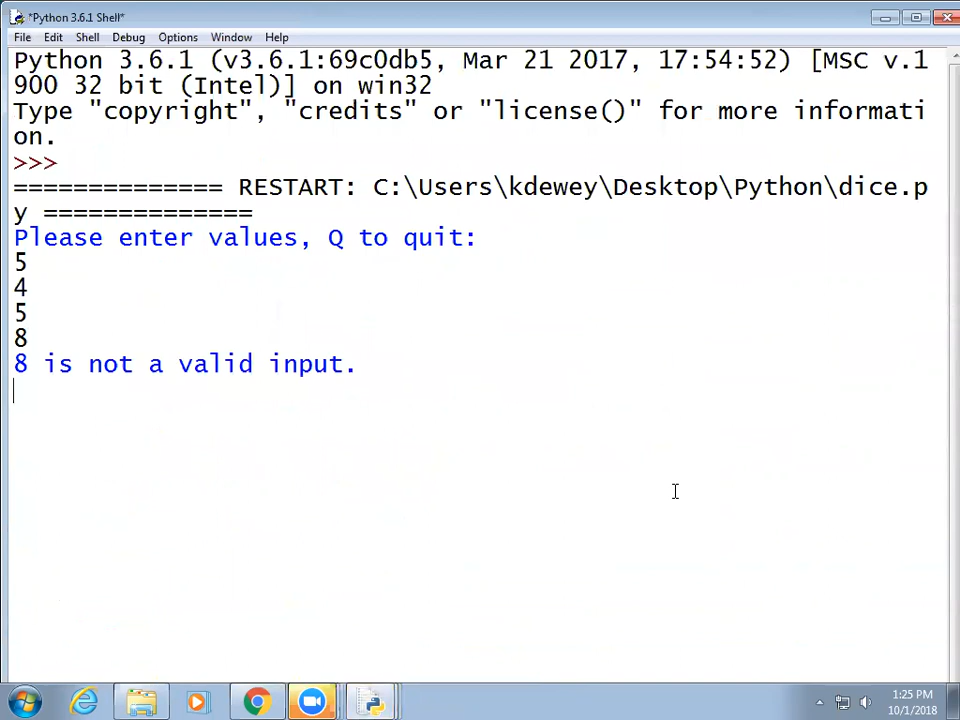 *Python 3.6.1 Shell*
File Edit Shell Debug Options Window Help
Python 3.6.1 (v3.6.1:69c0db5, Mar 21 2017, 17:54:52) [MSC v.1
900 32 bit (Intel)] on win32
Type "copyright", "credits" or "license()" for more informati
on.
>>>
============== RESTART: C:\Users\kdewey\Desktop\Python\dice.p
y ==============
Please enter values, Q to quit:
5
4
5
8
8 is not a valid input.
1:25 PM
10/1/2018